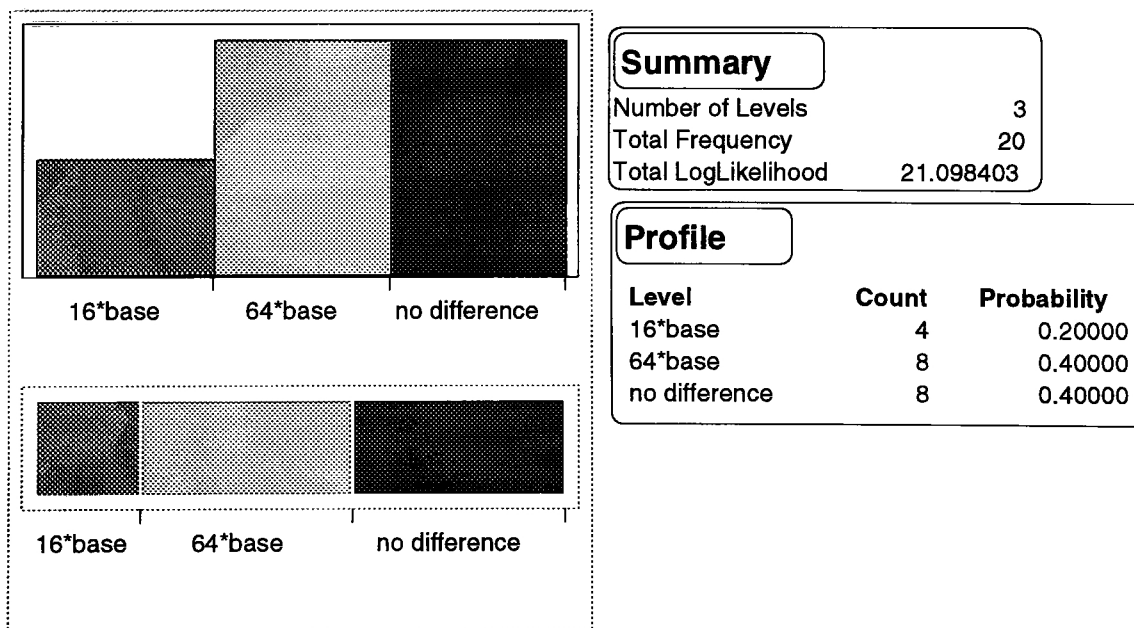 16*base 64*base no difference
16*base 64*base no difference
Summary
Number of Levels 3
Total Frequency 20
Total LogLikelihood 21.098403
Profile
Level Count Probability
16*base 4 0.20000
64*base 8 0.40000
no difference 8 0.40000